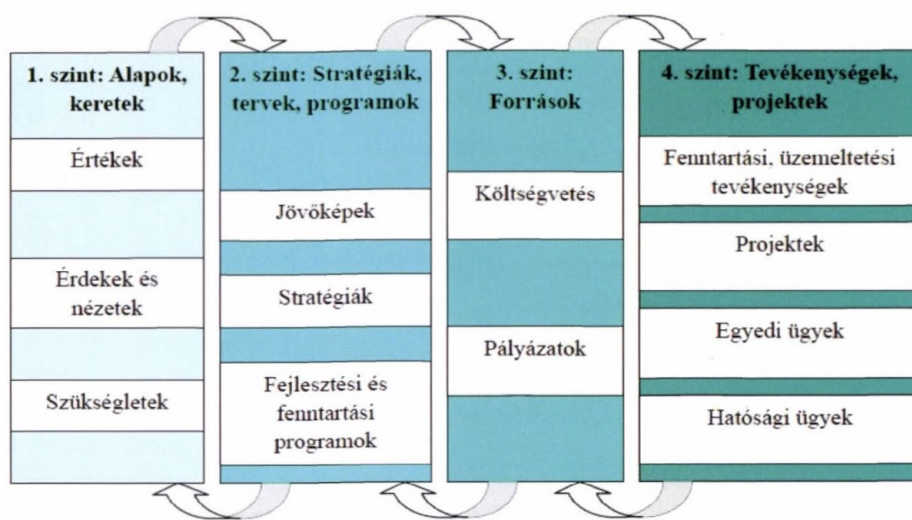 1. szint: Alapok,
keretek
Értékek
Érdekek és
nézetek
Szükségletek
2. szint: Stratégiák,
tervek, programok
Jövőképek
Stratégiák
Fejlesztési és
fenntartási
programok
3. szint:
Források
Költségvetés
Pályázatok
4. szint: Tevékenységek,
projektek
Fenntartási, üzemeltetési
tevékenységek
Projektek
Egyedi ügyek
Hatósági ügyek